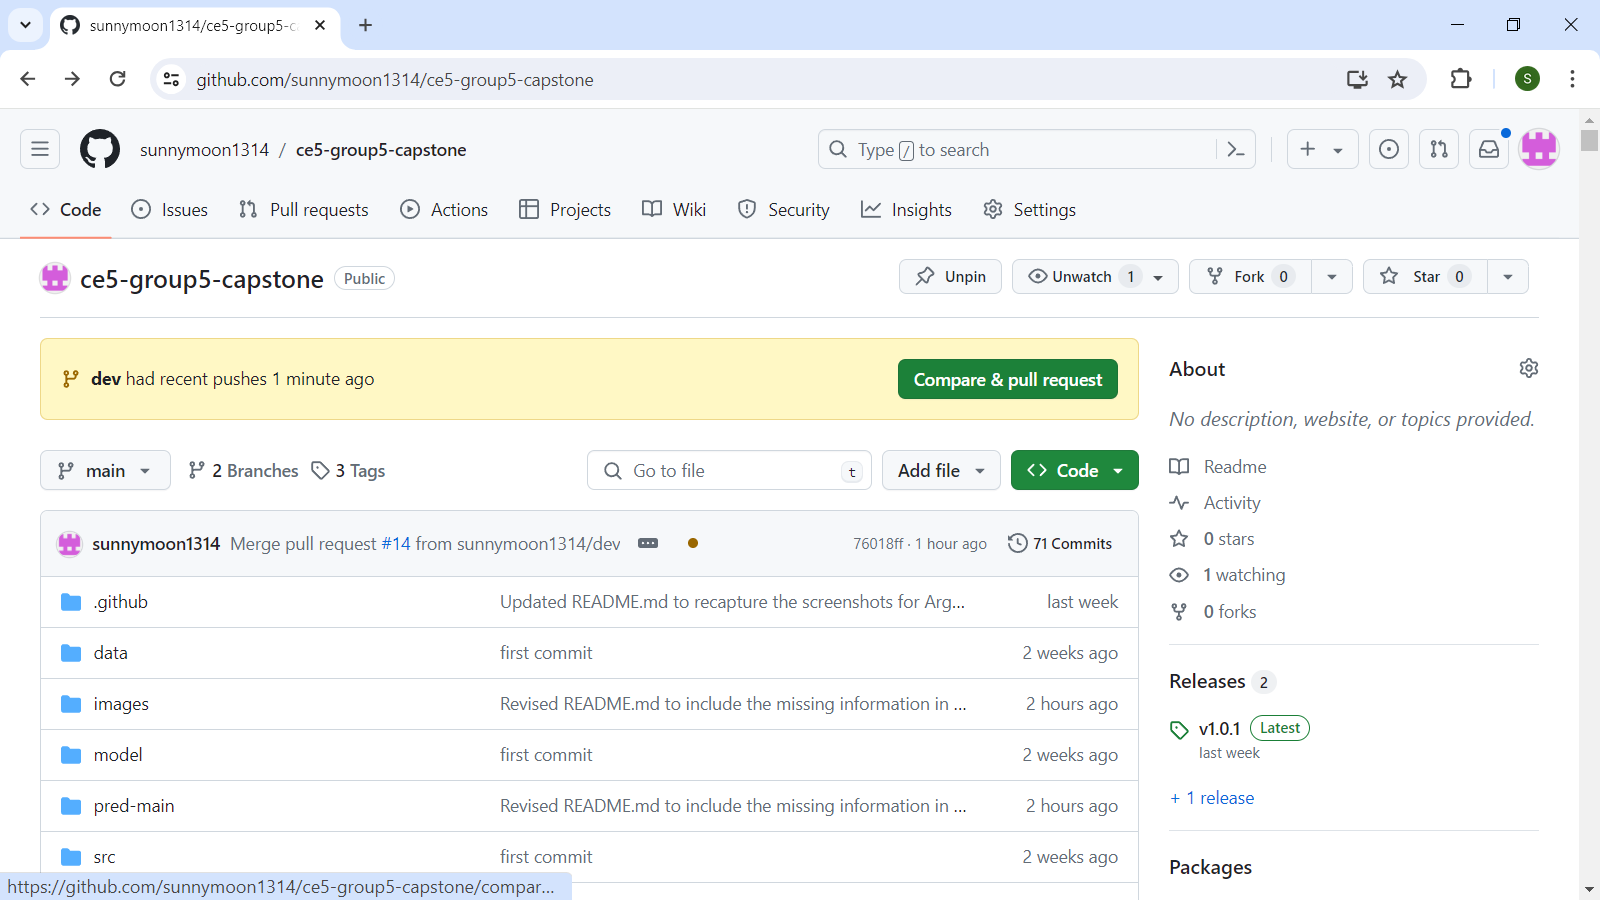 sunnymoon1314/ce5-group5-c
github.com/sunnymoon1314/ce5-group5-capstone
S
sunnymoon1314 / ce5-group5-capstone
Type / to search
Code Issues Pull requests Actions Projects Wiki Security Insights Settings
ce5-group5-capstone Public
Unpin Unwatch 1 Fork 0 Star 0
dev had recent pushes 1 minute ago
Compare & pull request
main 2 Branches 3 Tags Go to file t Add file Code
sunnymoon1314 Merge pull request #14 from sunnymoon1314/dev 76018ff · 1 hour ago 71 Commits
.github Updated README.md to recapture the screenshots for Arg... last week
data first commit 2 weeks ago
images Revised README.md to include the missing information in ... 2 hours ago
model first commit 2 weeks ago
pred-main Revised README.md to include the missing information in ... 2 hours ago
src first commit 2 weeks ago
About
No description, website, or topics provided.
Readme
Activity
0 stars
1 watching
0 forks
Releases 2
v1.0.1 Latest
last week
+ 1 release
Packages
https://github.com/sunnymoon1314/ce5-group5-capstone/compar...